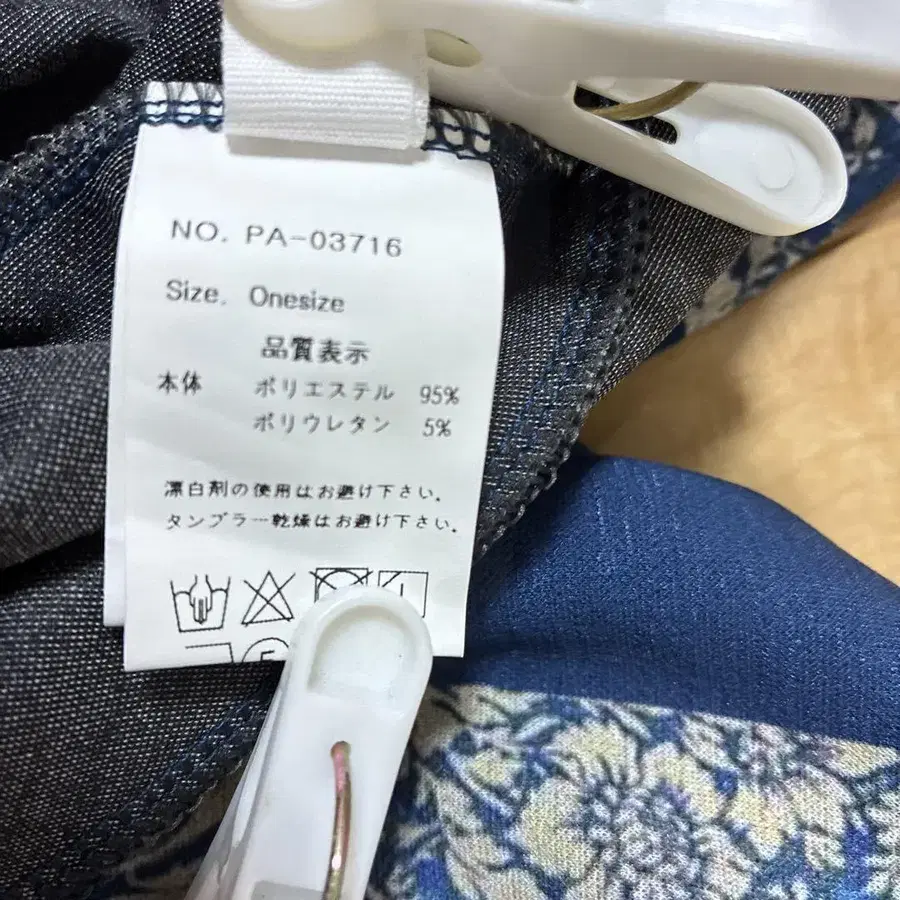 NO. PA-03716
Size. Onesize
品質表示
本体 ポリエステル 95%
ポリウレタン 5%
漂白剤の使用はお避け下さい。
タンブラー乾燥はお避け下さい。